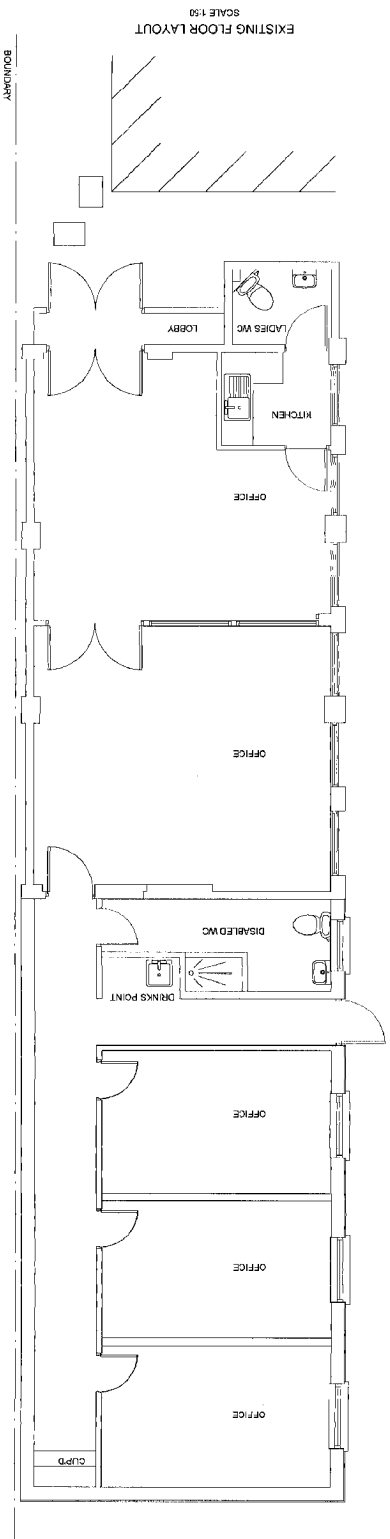 EXISTING FLOOR LAYOUT
SCALE 1:50
CUP'D
OFFICE
OFFICE
OFFICE
DRINKS POINT
DISABLED WC
OFFICE
OFFICE
KITCHEN
LADIES WC
LOBBY
BOUNDARY